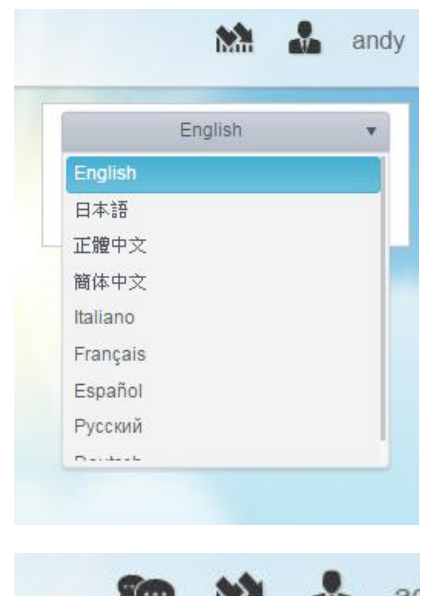 andy
English
English
日本語
正體中文
簡体中文
Italiano
Français
Español
Русский